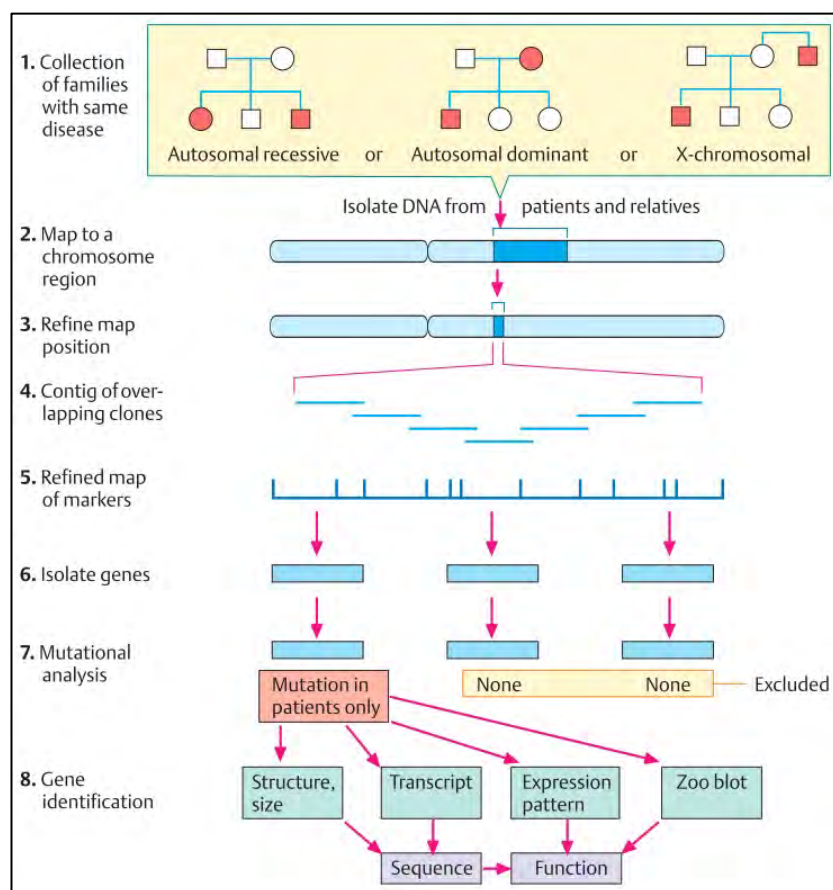 1. Collection
of families
with same
disease
Autosomal recessive or Autosomal dominant or X-chromosomal
Isolate DNA from patients and relatives
2. Map to a
chromosome
region
3. Refine map
position
4. Contig of over-
lapping clones
5. Refined map
of markers
6. Isolate genes
7. Mutational
analysis
Mutation in
patients only
None None Excluded
8. Gene
identification
Structure,
size
Transcript
Expression
pattern
Zoo blot
Sequence
Function